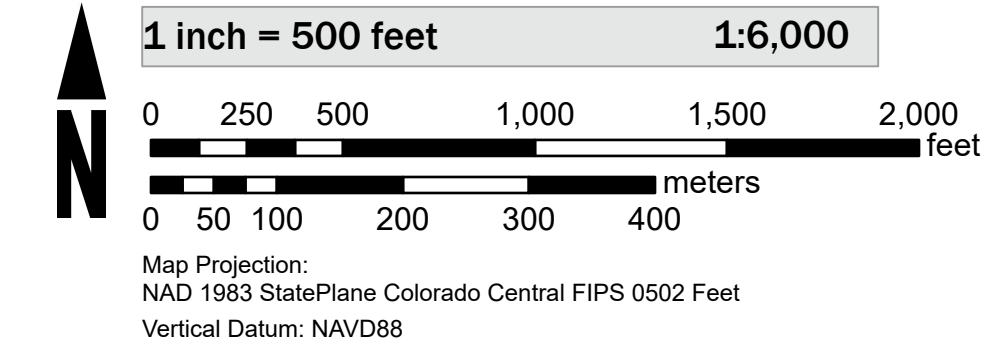 1 inch = 500 feet 1:6,000
0 250 500 1,000 1,500 2,000
feet
N
meters
0 50 100 200 300 400
Map Projection:
NAD 1983 StatePlane Colorado Central FIPS 0502 Feet
Vertical Datum: NAVD88